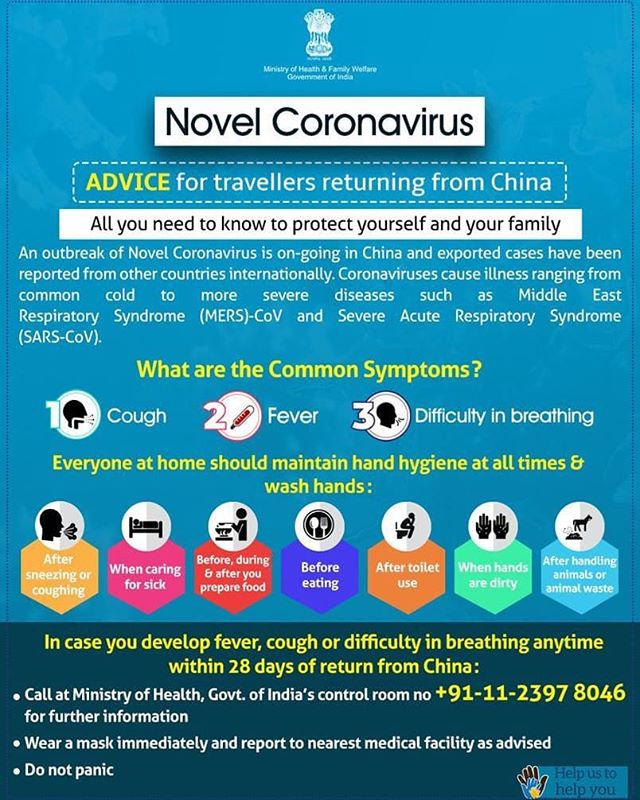 Ministry of Health & Family Welfare
Government of India
Novel Coronavirus
ADVICE for travellers returning from China
All you need to know to protect yourself and your family
An outbreak of Novel Coronavirus is on-going in China and exported cases have been
reported from other countries internationally. Coronaviruses cause illness ranging from
common cold to more severe diseases such as Middle East
Respiratory Syndrome (MERS)-CoV and Severe Acute Respiratory Syndrome
(SARS-CoV).
What are the Common Symptoms?
1 Cough 2 Fever 3 Difficulty in breathing
Everyone at home should maintain hand hygiene at all times &
wash hands:
After
sneezing or
coughing
When caring
for sick
Before, during
& after you
prepare food
Before
eating
After toilet
use
When hands
are dirty
After handling
animals or
animal waste
In case you develop fever, cough or difficulty in breathing anytime
within 28 days of return from China:
• Call at Ministry of Health, Govt. of India's control room no +91-11-2397 8046
for further information
• Wear a mask immediately and report to nearest medical facility as advised
• Do not panic
Help us to
help you